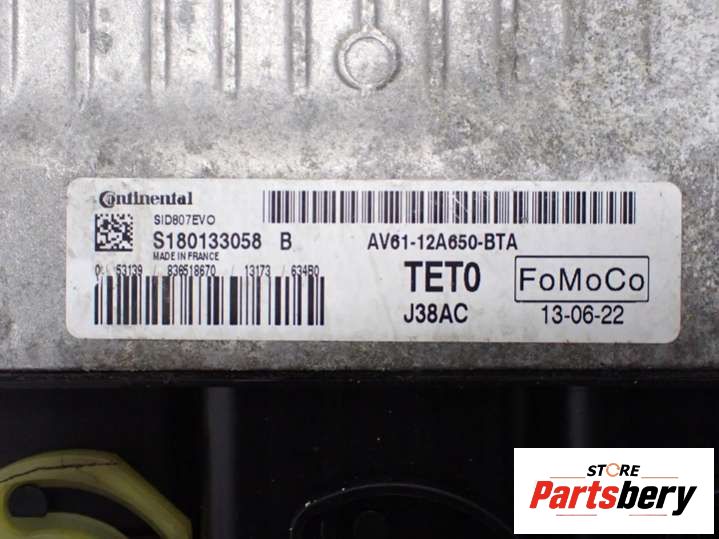 Continental
SID807EVO
S180133058 B
MADE IN FRANCE
53139 / 836518670 / 13173 / 634B0
AV61-12A650-BTA
TET0
FoMoCo
J38AC
13-06-22
STORE
Partsbery